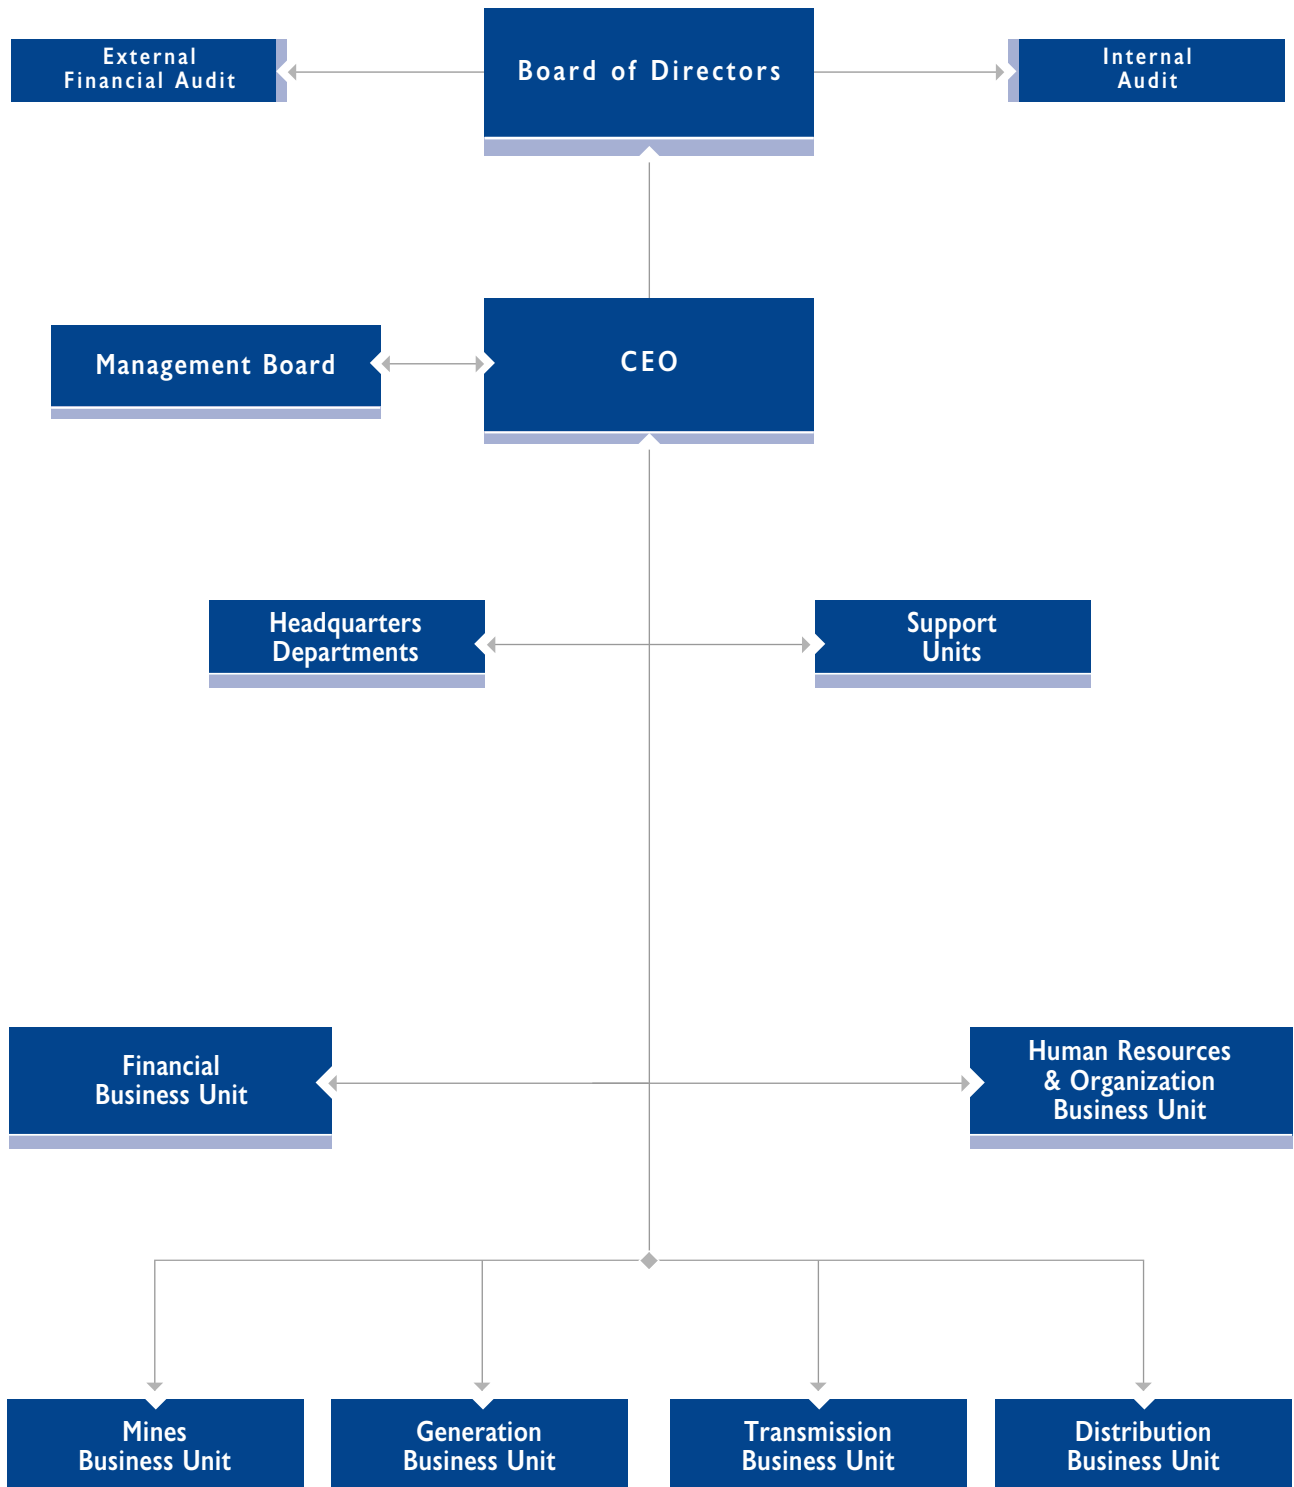 External
Financial Audit
Board of Directors
Internal
Audit
Management Board
CEO
Headquarters
Departments
Support
Units
Financial
Business Unit
Human Resources
& Organization
Business Unit
Mines
Business Unit
Generation
Business Unit
Transmission
Business Unit
Distribution
Business Unit